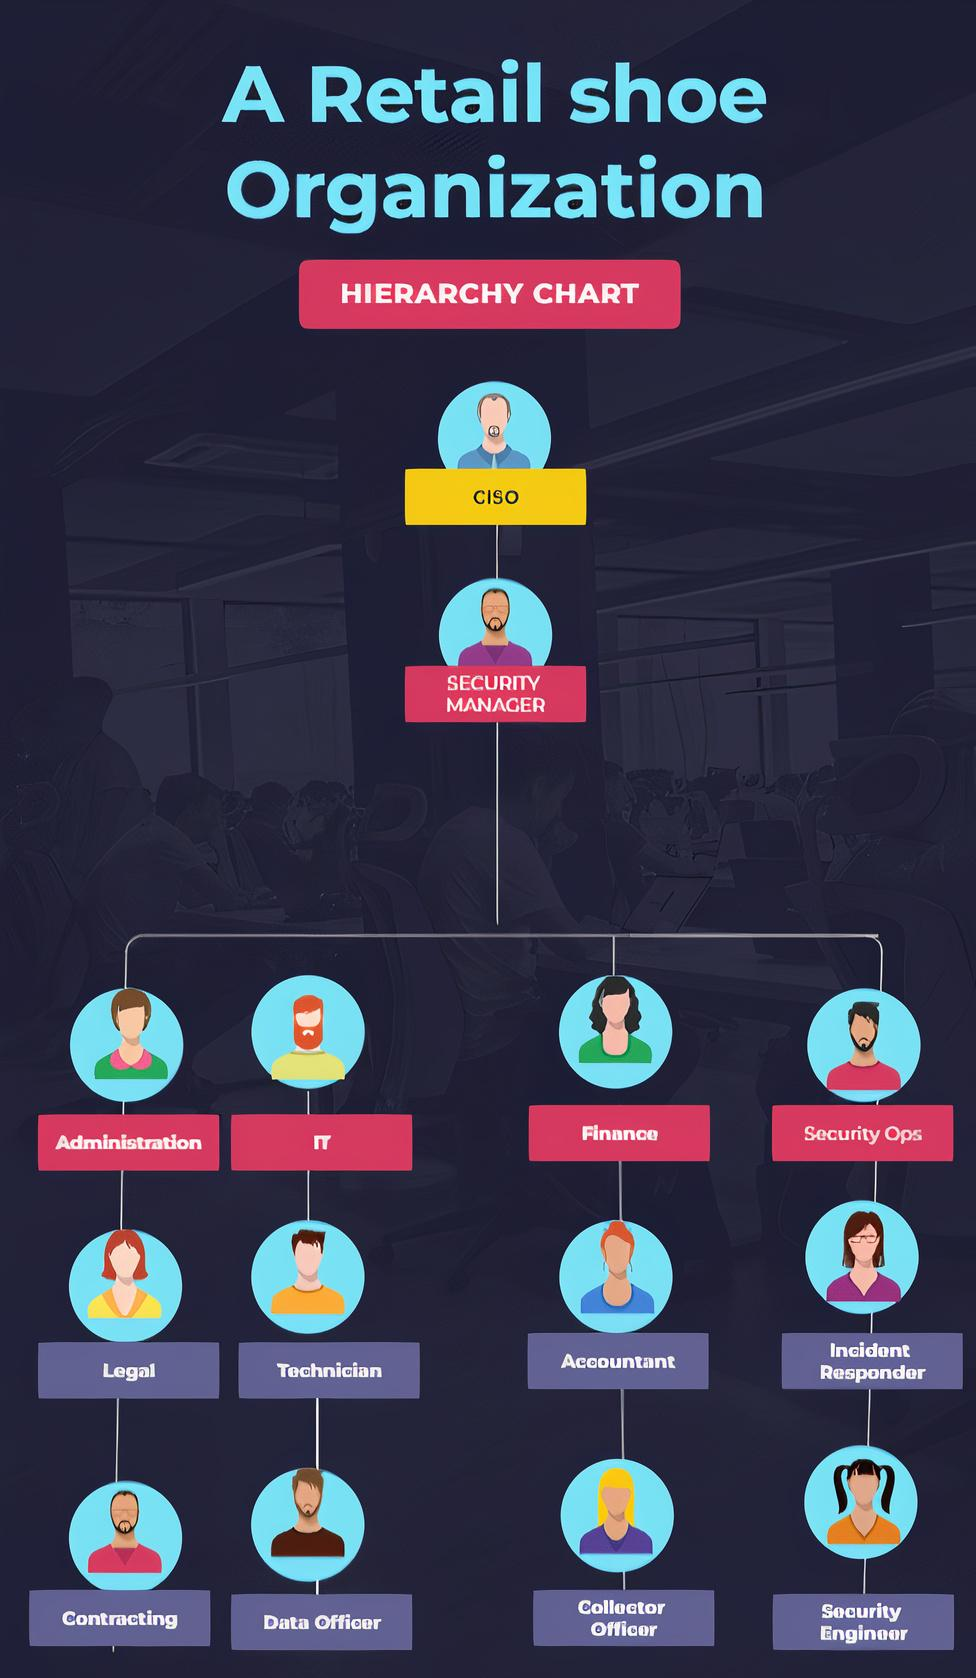 A Retail shoe
Organization
HIERARCHY CHART
CISO
SECURITY
MANAGER
Administration
IT
Finance
Security Ops
Legal
Technician
Accountant
Incident
Responder
Contracting
Data Officer
Collector
Officer
Security
Engineer